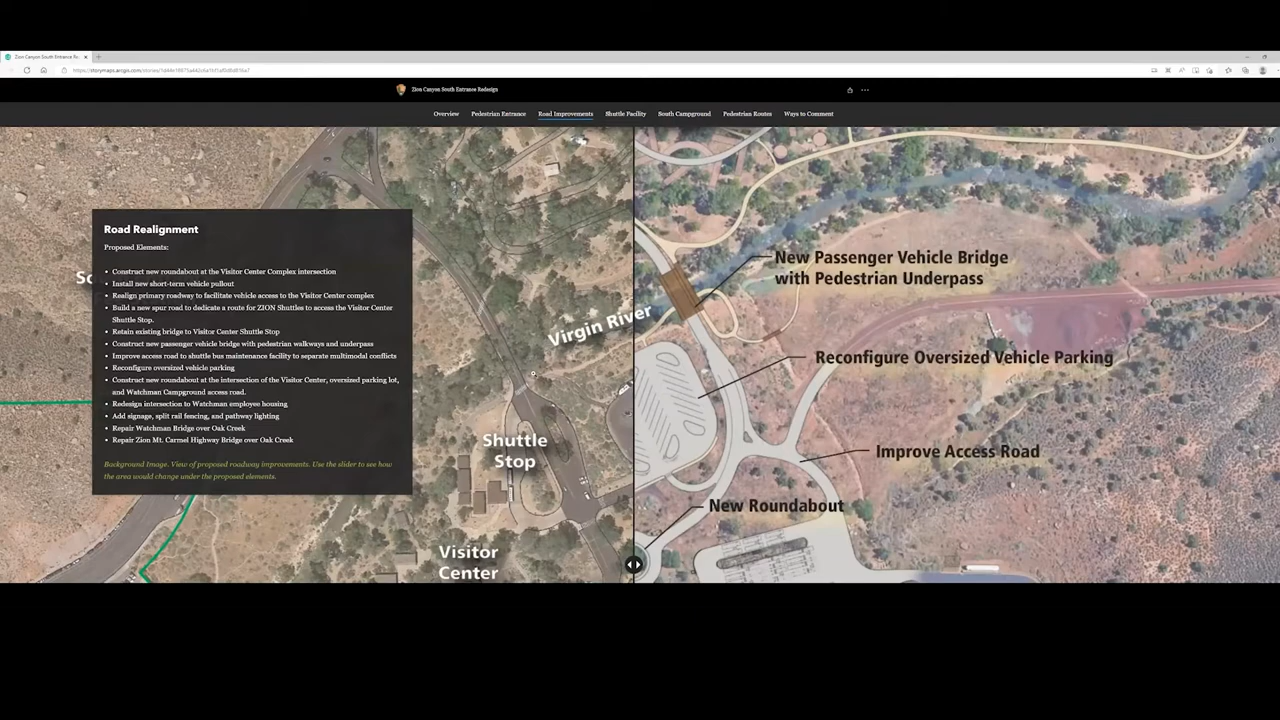 Zion Canyon South Entrance Re
Zion Canyon South Entrance Redesign
Overview
Pedestrian Entrance
Road Improvements
Shuttle Facility
South Campground
Pedestrian Routes
Ways to Comment
Road Realignment
Proposed Elements:
• Construct new roundabout at the Visitor Center Complex intersection
• Install new short-term vehicle pullout
• Realign primary roadway to facilitate vehicle access to the Visitor Center complex
• Build a new spur road to dedicate a route for ZION Shuttles to access the Visitor Center
Shuttle Stop.
• Retain existing bridge to Visitor Center Shuttle Stop
• Construct new passenger vehicle bridge with pedestrian walkways and underpass
• Improve access road to shuttle bus maintenance facility to separate multimodal conflicts
• Reconfigure oversized vehicle parking
• Construct new roundabout at the intersection of the Visitor Center, oversized parking lot,
and Watchman Campground access road.
• Redesign intersection to Watchman employee housing
• Add signage, split rail fencing, and pathway lighting
• Repair Watchman Bridge over Oak Creek
• Repair Zion Mt. Carmel Highway Bridge over Oak Creek
Background Image. View of proposed roadway improvements. Use the slider to see how
the area would change under the proposed elements.
So
Virgin River
Shuttle
Stop
Visitor
Center
New Passenger Vehicle Bridge
with Pedestrian Underpass
Reconfigure Oversized Vehicle Parking
Improve Access Road
New Roundabout